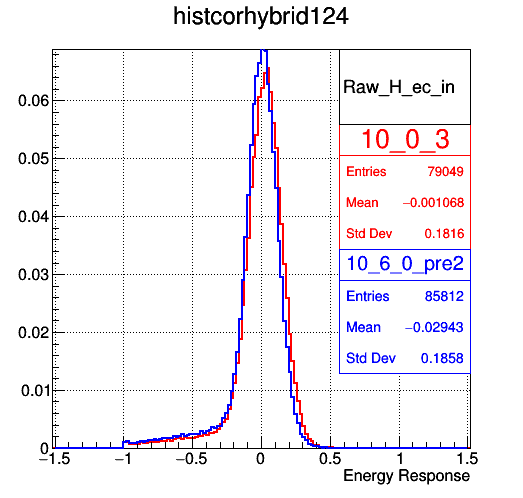 histcorhybrid124
Raw_H_ec_in
10_0_3
Entries 79049
Mean −0.001068
Std Dev 0.1816
10_6_0_pre2
Entries 85812
Mean −0.02943
Std Dev 0.1858
0.06
0.05
0.04
0.03
0.02
0.01
0
−1.5 −1 −0.5 0 0.5 1 1.5
Energy Response